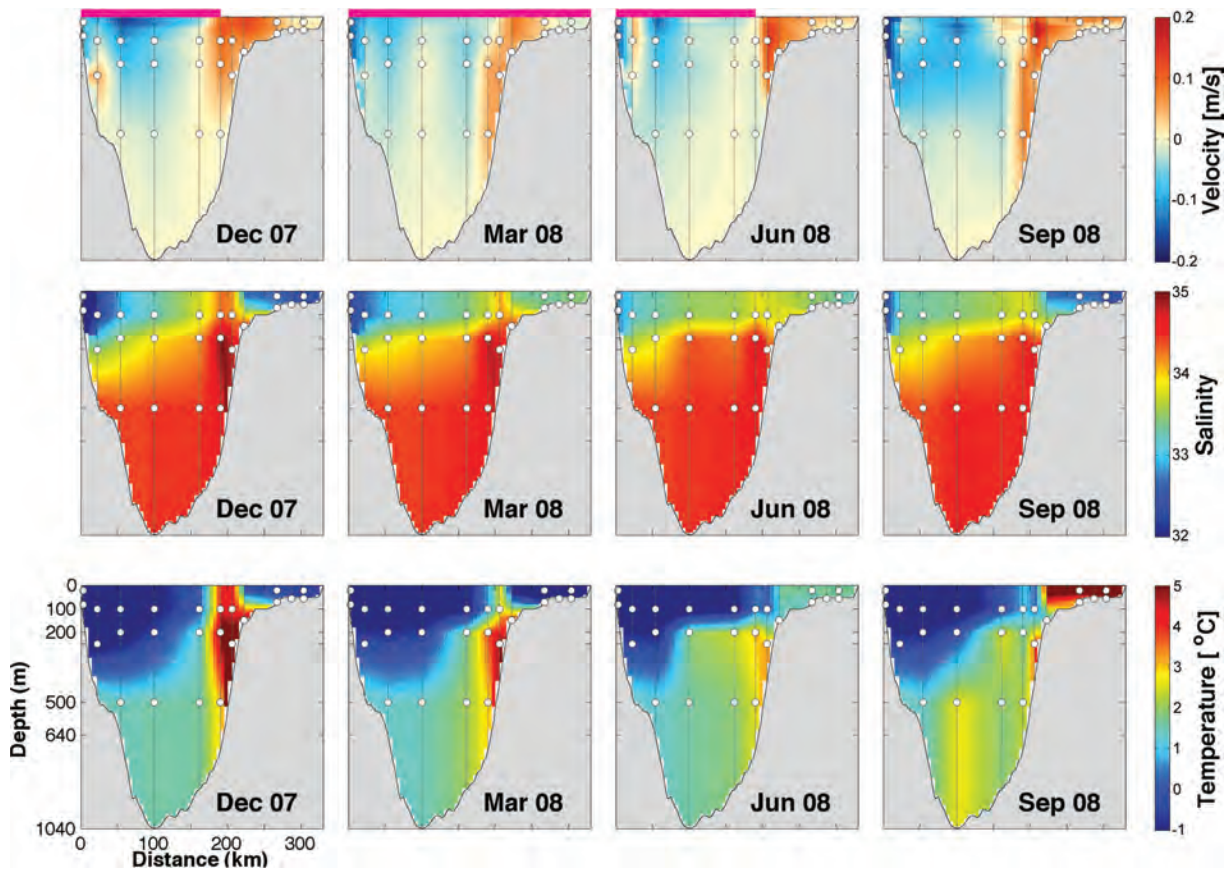 Dec 07
Mar 08
Jun 08
Sep 08
0.2
0.1
0
-0.1
-0.2
Velocity [m/s]
Dec 07
Mar 08
Jun 08
Sep 08
35
34
33
32
Salinity
0
100
200
500
640
1040
Depth (m)
Dec 07
Mar 08
Jun 08
Sep 08
5
4
3
2
1
0
-1
Temperature [ °C]
0 100 200 300
Distance (km)